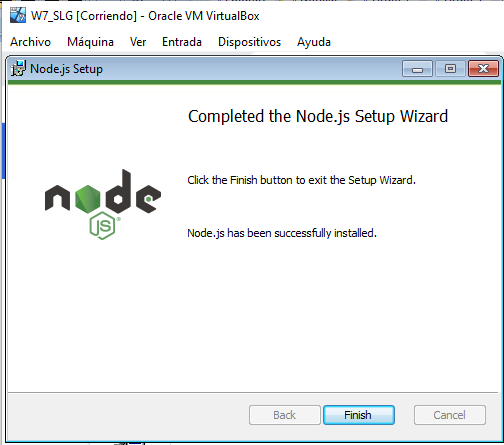 W7_SLG [Corriendo] - Oracle VM VirtualBox
Archivo Máquina Ver Entrada Dispositivos Ayuda
Node.js Setup
Completed the Node.js Setup Wizard
Click the Finish button to exit the Setup Wizard.
node
JS
Node.js has been successfully installed.
Back Finish Cancel